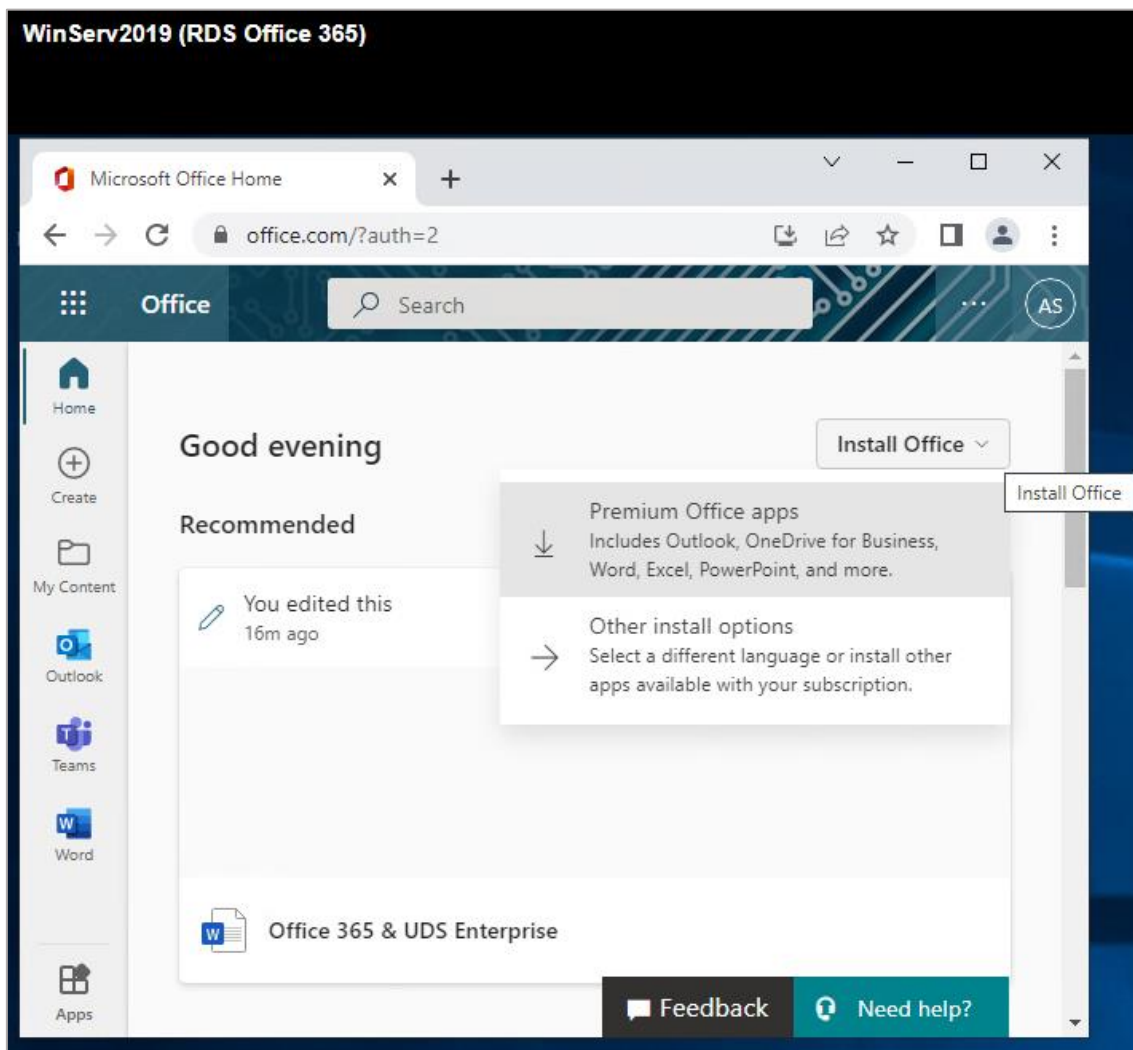 WinServ2019 (RDS Office 365)
Microsoft Office Home
office.com/?auth=2
Office
Search
AS
Home
Create
My Content
Outlook
Teams
Word
Apps
Good evening
Install Office
Install Office
Recommended
Premium Office apps
Includes Outlook, OneDrive for Business,
Word, Excel, PowerPoint, and more.
Other install options
Select a different language or install other
apps available with your subscription.
You edited this
16m ago
Office 365 & UDS Enterprise
Feedback
Need help?